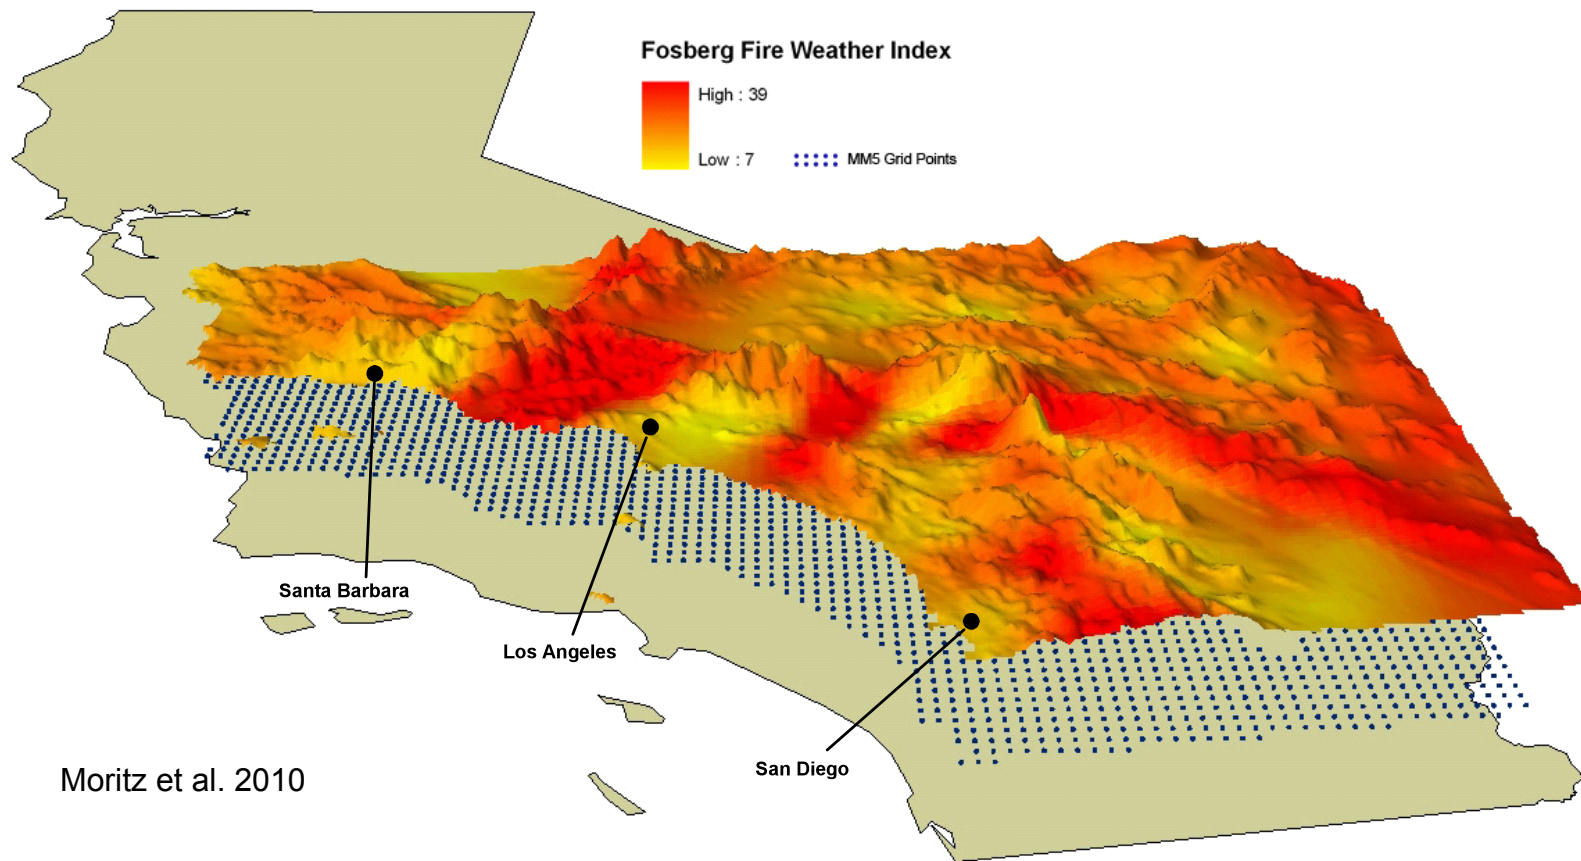 Fosberg Fire Weather Index
High : 39
Low : 7
MM5 Grid Points
Santa Barbara
Los Angeles
San Diego
Moritz et al. 2010